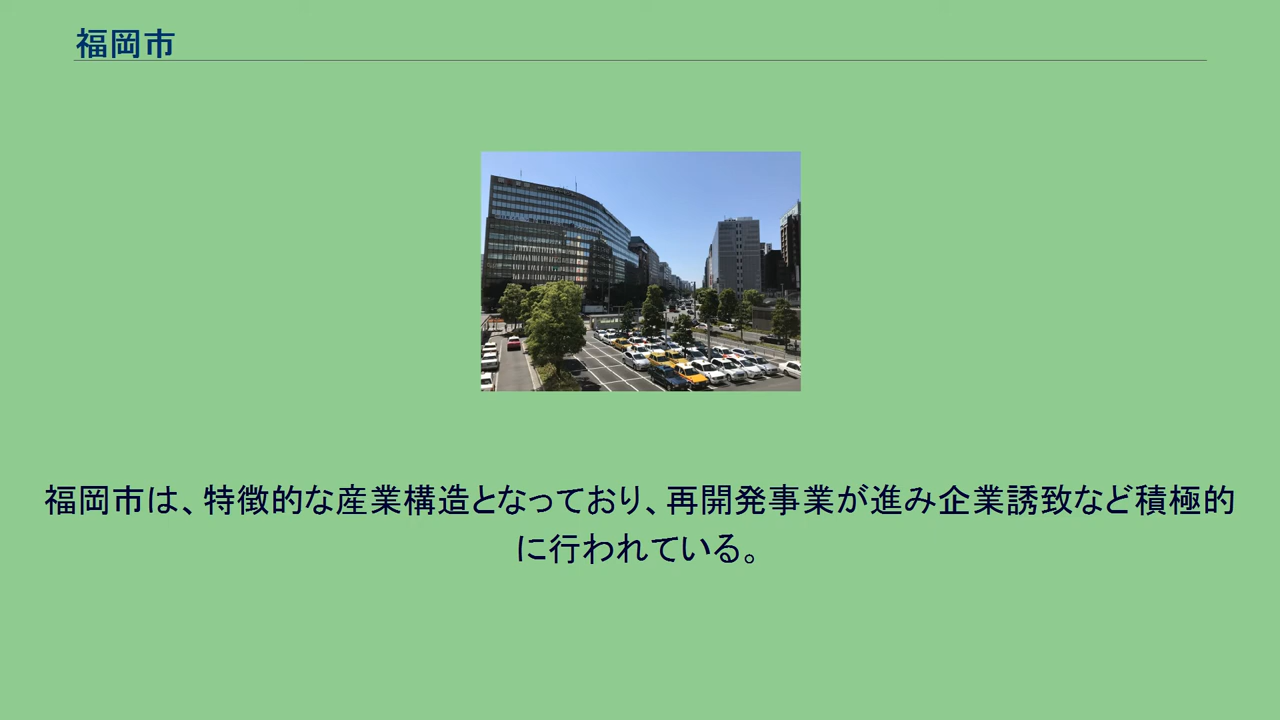 福岡市
福岡市は、特徴的な産業構造となっており、再開発事業が進み企業誘致など積極的
に行われている。